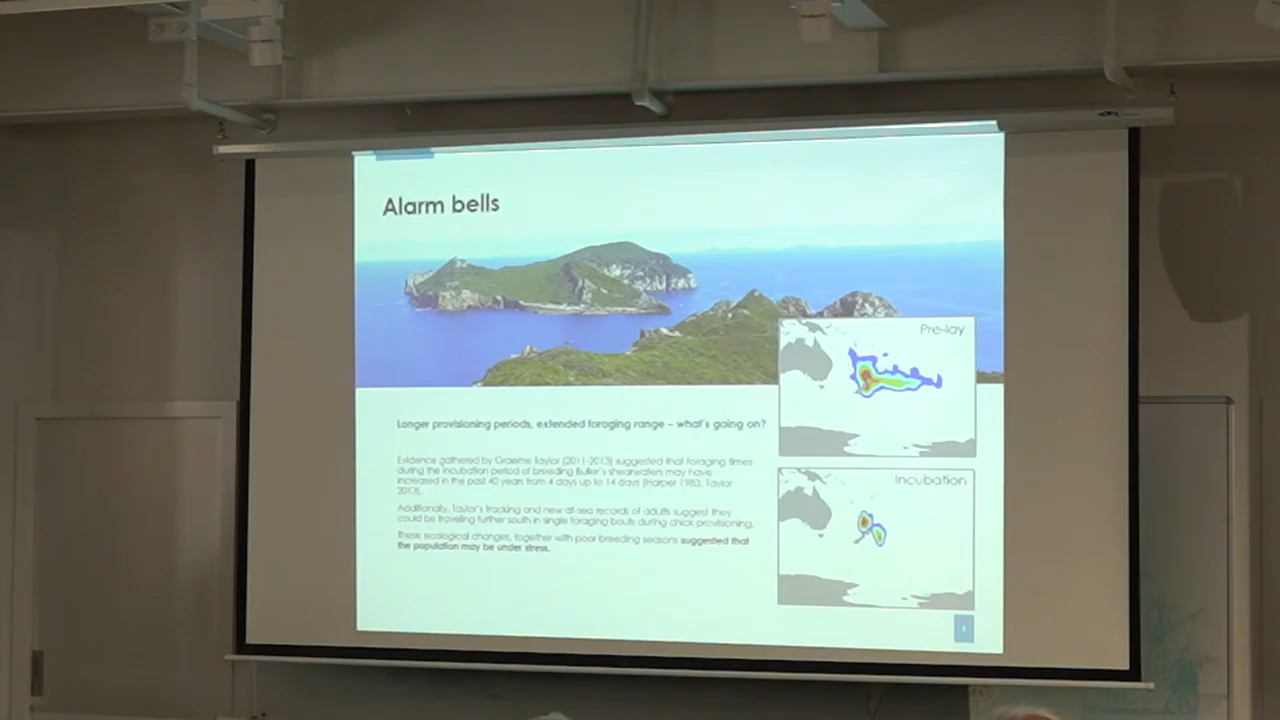 Alarm bells
Pre-lay
Longer provisioning periods, extended foraging range – what's going on?
Evidence gathered by Graeme Taylor (2011-2013) suggested that foraging times
during the incubation period of breeding Buller's shearwaters may have
increased in the past 40 years from 4 days up to 14 days (Harper 1983, Taylor
2013).
Incubation
Additionally, Taylor's tracking and new at-sea records of adults suggest they
could be traveling further south in single foraging bouts during chick provisioning.
These ecological changes, together with poor breeding seasons suggested that
the population may be under stress.